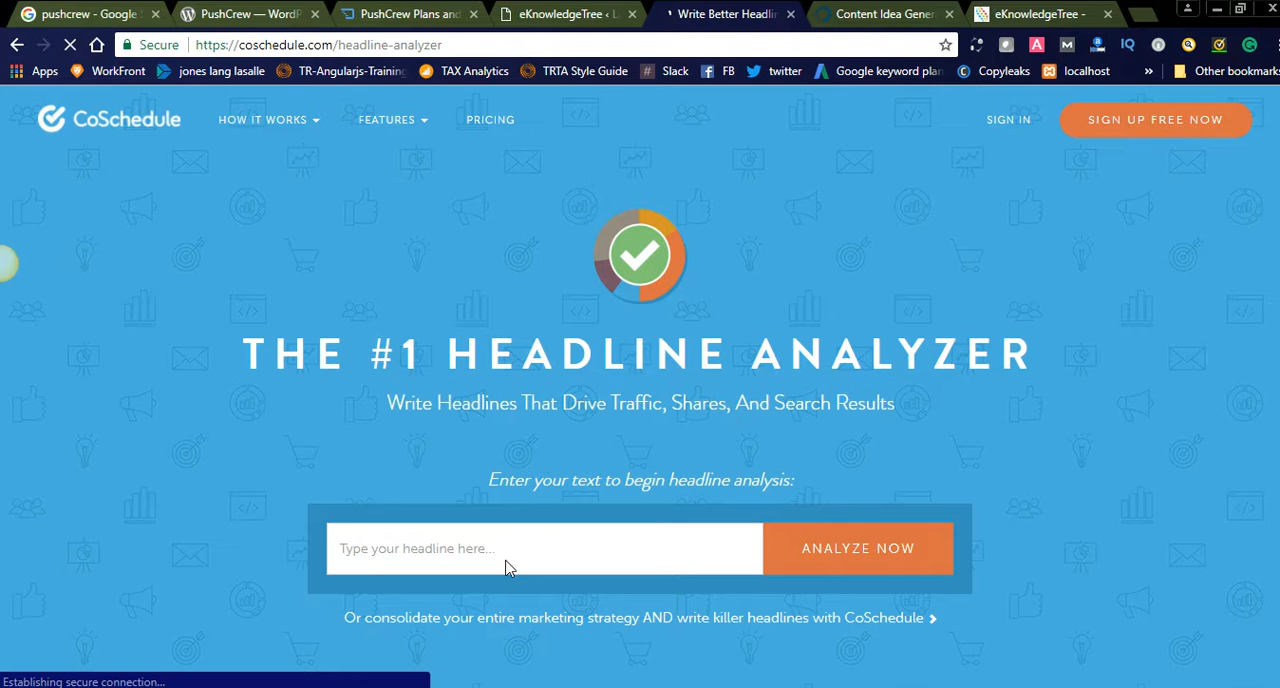 pushcrew - Google
PushCrew — WordP
PushCrew Plans and
eKnowledgeTree ‹ L
Write Better Headlin
Content Idea Gener
eKnowledgeTree -
Secure
https://coschedule.com/headline-analyzer
Apps
WorkFront
jones lang lasalle
TR-Angularjs-Training
TAX Analytics
TRTA Style Guide
Slack
FB
twitter
Google keyword plan
Copyleaks
localhost
»
Other bookmarks
CoSchedule
HOW IT WORKS
FEATURES
PRICING
SIGN IN
SIGN UP FREE NOW
THE #1 HEADLINE ANALYZER
Write Headlines That Drive Traffic, Shares, And Search Results
Enter your text to begin headline analysis:
Type your headline here...
ANALYZE NOW
Or consolidate your entire marketing strategy AND write killer headlines with CoSchedule
Establishing secure connection...